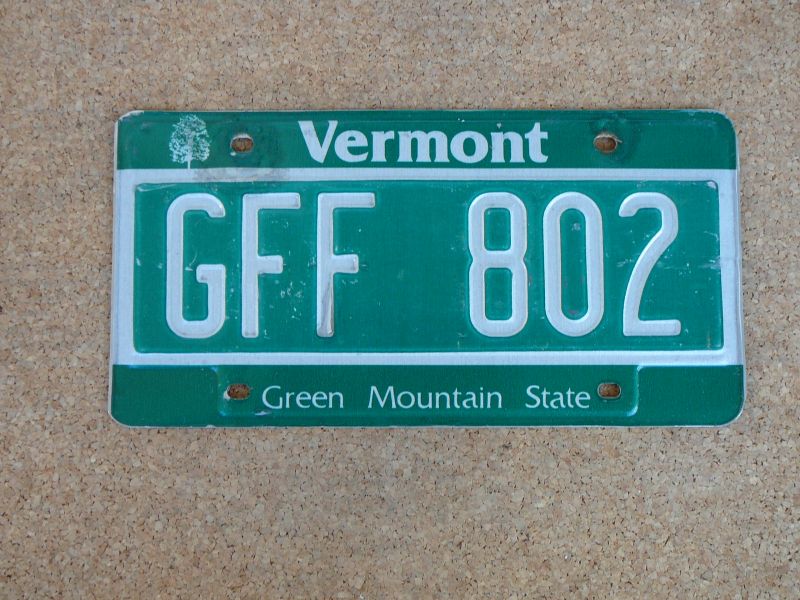 Vermont
GFF 802
Green Mountain State